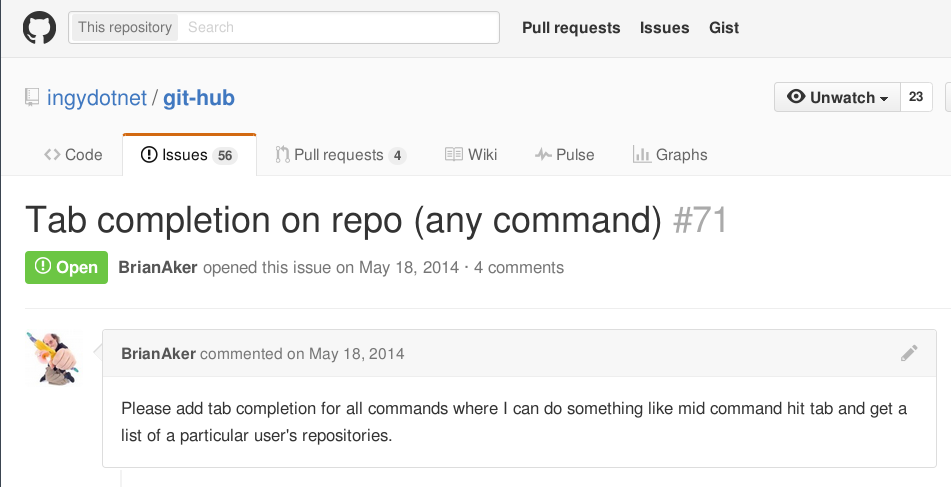 This repository Search Pull requests Issues Gist
ingydotnet / git-hub Unwatch 23
Code Issues 56 Pull requests 4 Wiki Pulse Graphs
Tab completion on repo (any command) #71
Open BrianAker opened this issue on May 18, 2014 · 4 comments
BrianAker commented on May 18, 2014
Please add tab completion for all commands where I can do something like mid command hit tab and get a
list of a particular user's repositories.